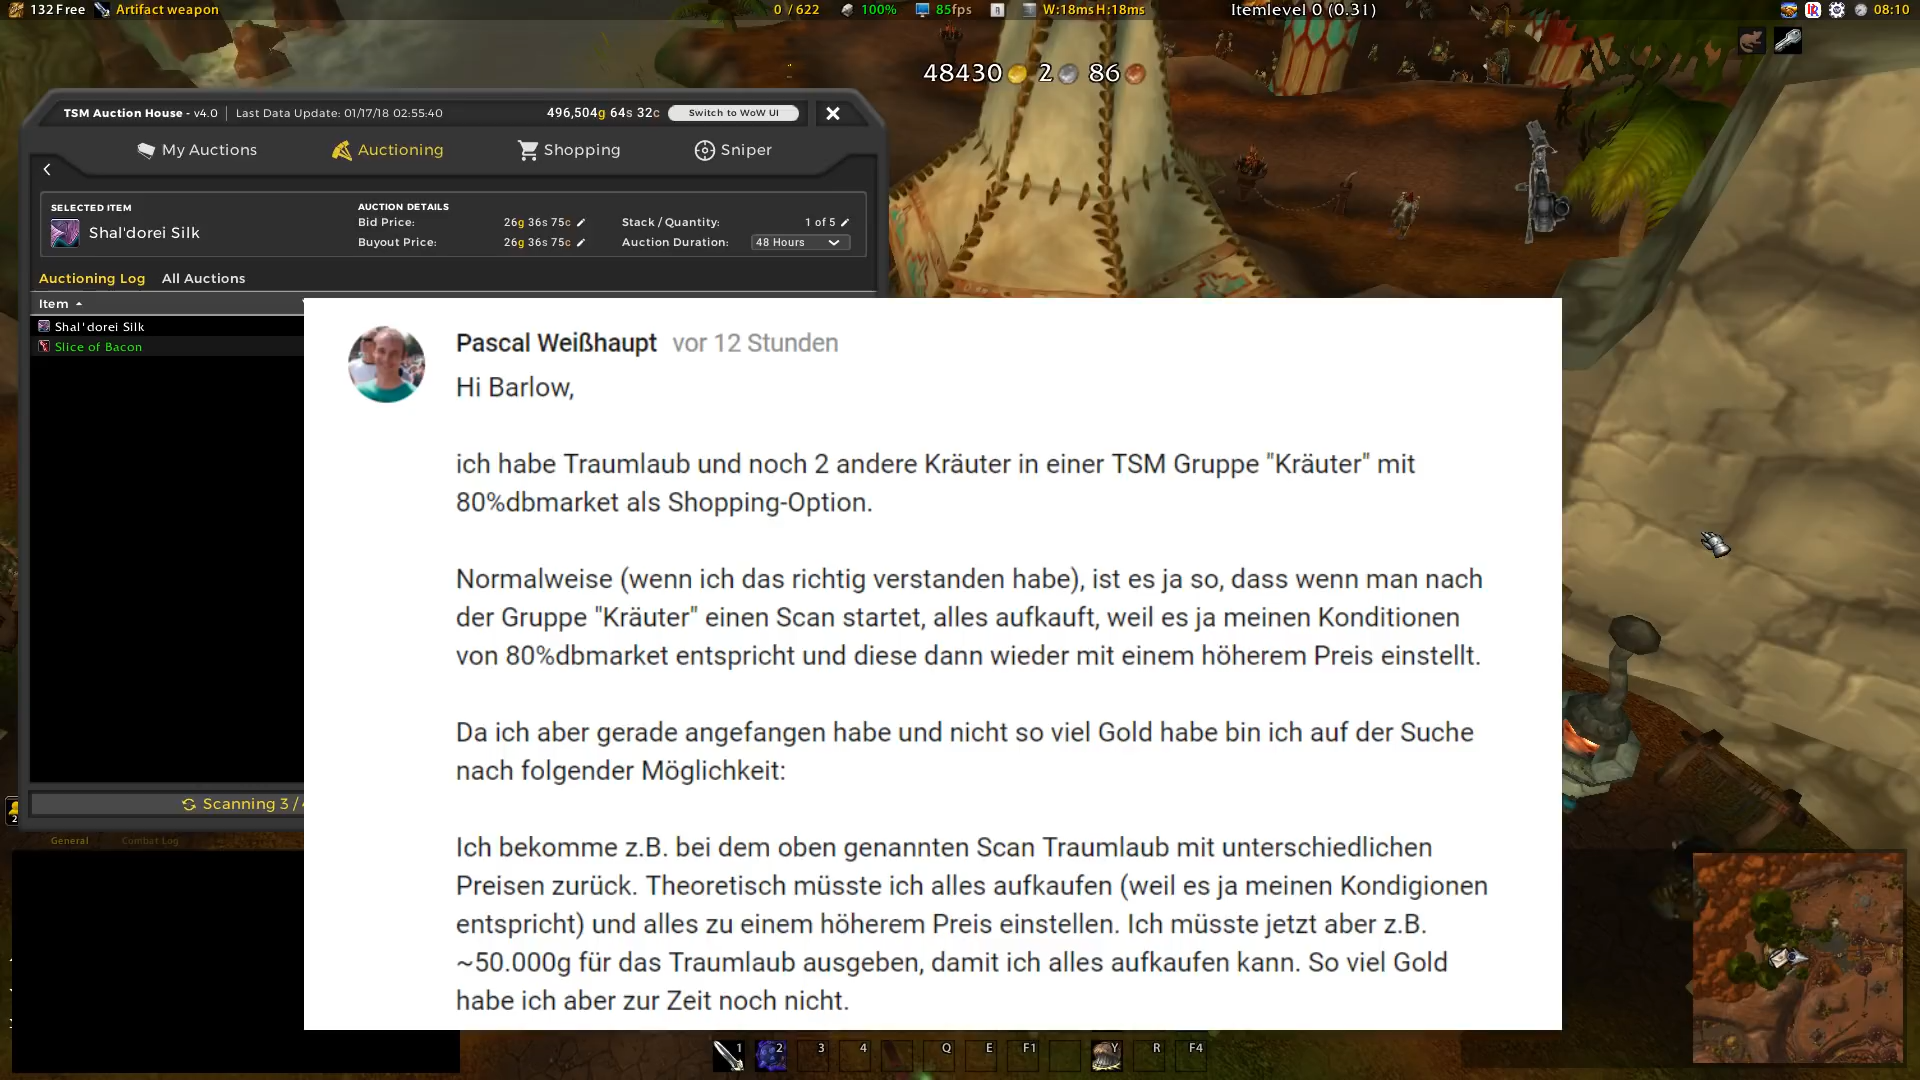 132 Free Artifact weapon
0 / 622 100% 85fps W:18ms H:18ms
Itemlevel 0 (0.31)
08:10
48430 2 86
TSM Auction House - v4.0 | Last Data Update: 01/17/18 02:55:40
496,504g 64s 32c Switch to WoW UI
My Auctions Auctioning Shopping Sniper
SELECTED ITEM
Shal'dorei Silk
AUCTION DETAILS
Bid Price: 26g 36s 75c
Buyout Price: 26g 36s 75c
Stack / Quantity: 1 of 5
Auction Duration: 48 Hours
Auctioning Log All Auctions
Item
Shal'dorei Silk
Slice of Bacon
Scanning 3 /
General Combat Log
Pascal Weißhaupt vor 12 Stunden
Hi Barlow,
ich habe Traumlaub und noch 2 andere Kräuter in einer TSM Gruppe "Kräuter" mit
80%dbmarket als Shopping-Option.
Normalweise (wenn ich das richtig verstanden habe), ist es ja so, dass wenn man nach
der Gruppe "Kräuter" einen Scan startet, alles aufkauft, weil es ja meinen Konditionen
von 80%dbmarket entspricht und diese dann wieder mit einem höherem Preis einstellt.
Da ich aber gerade angefangen habe und nicht so viel Gold habe bin ich auf der Suche
nach folgender Möglichkeit:
Ich bekomme z.B. bei dem oben genannten Scan Traumlaub mit unterschiedlichen
Preisen zurück. Theoretisch müsste ich alles aufkaufen (weil es ja meinen Kondigionen
entspricht) und alles zu einem höherem Preis einstellen. Ich müsste jetzt aber z.B.
~50.000g für das Traumlaub ausgeben, damit ich alles aufkaufen kann. So viel Gold
habe ich aber zur Zeit noch nicht.
1 2 3 4 Q E F1 Y R F4
2